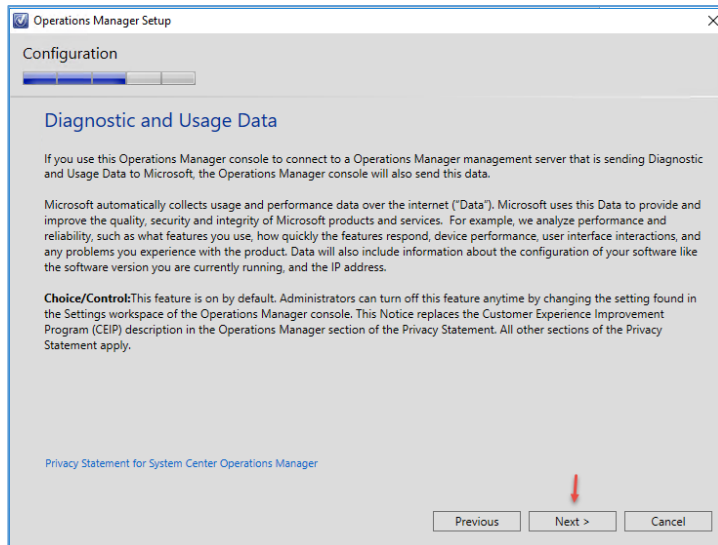 Operations Manager Setup
Configuration
Diagnostic and Usage Data
If you use this Operations Manager console to connect to a Operations Manager management server that is sending Diagnostic
and Usage Data to Microsoft, the Operations Manager console will also send this data.
Microsoft automatically collects usage and performance data over the internet ("Data"). Microsoft uses this Data to provide and
improve the quality, security and integrity of Microsoft products and services. For example, we analyze performance and
reliability, such as what features you use, how quickly the features respond, device performance, user interface interactions, and
any problems you experience with the product. Data will also include information about the configuration of your software like
the software version you are currently running, and the IP address.
Choice/Control:This feature is on by default. Administrators can turn off this feature anytime by changing the setting found in
the Settings workspace of the Operations Manager console. This Notice replaces the Customer Experience Improvement
Program (CEIP) description in the Operations Manager section of the Privacy Statement. All other sections of the Privacy
Statement apply.
Privacy Statement for System Center Operations Manager
Previous
Next >
Cancel